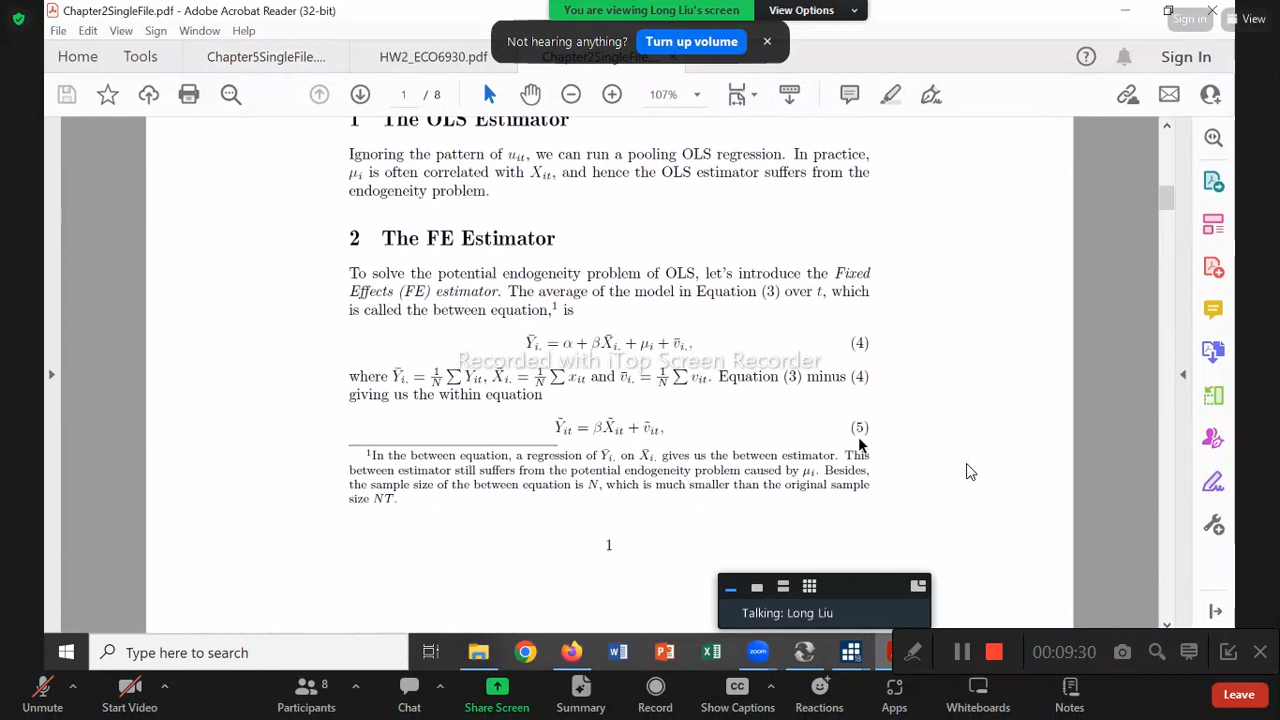 Chapter2SingleFile.pdf - Adobe Acrobat Reader (32-bit)
You are viewing Long Liu's screen
View Options
Sign in
View
File Edit View Sign Window Help
Not hearing anything? Turn up volume
Home Tools Chapter5SingleFile.... HW2_ECO6930.pdf Chapter2SingleFile... Sign In
1 / 8 107%
1 The OLS Estimator
Ignoring the pattern of u_it, we can run a pooling OLS regression. In practice,
μ_i is often correlated with X_it, and hence the OLS estimator suffers from the
endogeneity problem.
2 The FE Estimator
To solve the potential endogeneity problem of OLS, let's introduce the Fixed
Effects (FE) estimator. The average of the model in Equation (3) over t, which
is called the between equation,¹ is
Ȳ_i. = α + βX̄_i. + μ_i + v̄_i., (4)
Recorded with iTop Screen Recorder
where Ȳ_i. = 1/N ∑ Y_it, X̄_i. = 1/N ∑ x_it and v̄_i. = 1/N ∑ v_it. Equation (3) minus (4)
giving us the within equation
Ỹ_it = βX̃_it + ṽ_it, (5)
¹In the between equation, a regression of Ȳ_i. on X̄_i. gives us the between estimator. This
between estimator still suffers from the potential endogeneity problem caused by μ_i. Besides,
the sample size of the between equation is N, which is much smaller than the original sample
size NT.
1
Talking: Long Liu
Type here to search
00:09:30
Unmute Start Video Participants 8 Chat Share Screen Summary Record Show Captions Reactions Apps Whiteboards Notes Leave